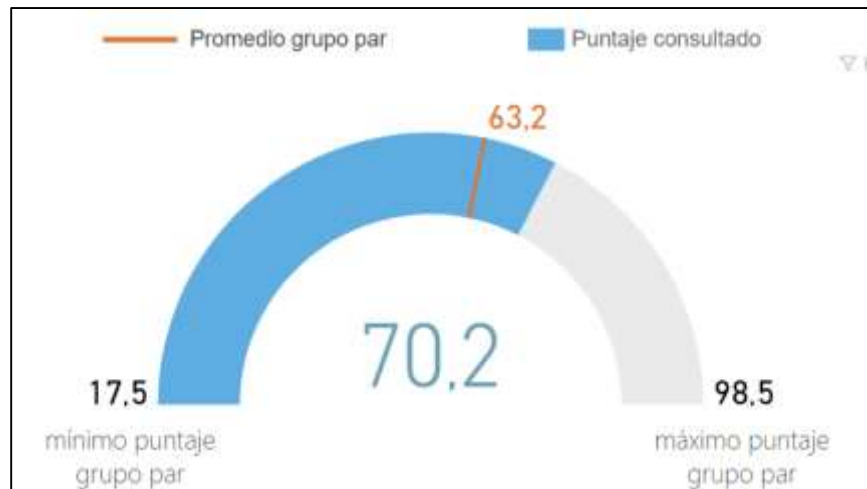 Promedio grupo par
Puntaje consultado
63,2
70,2
17,5
98,5
mínimo puntaje
grupo par
máximo puntaje
grupo par